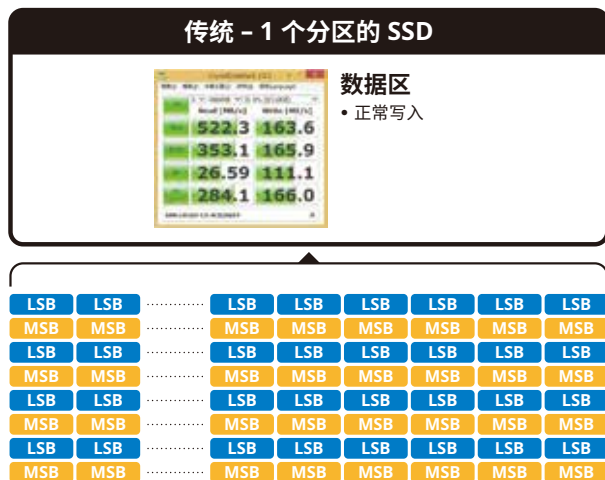 传统 – 1 个分区的 SSD
数据区
• 正常写入
Read [MB/s] Write [MB/s]
522.3 163.6
353.1 165.9
26.59 111.1
284.1 166.0
LSB LSB ············ LSB LSB LSB LSB LSB LSB
MSB MSB ············ MSB MSB MSB MSB MSB MSB
LSB LSB ············ LSB LSB LSB LSB LSB LSB
MSB MSB ············ MSB MSB MSB MSB MSB MSB
LSB LSB ············ LSB LSB LSB LSB LSB LSB
MSB MSB ············ MSB MSB MSB MSB MSB MSB
LSB LSB ············ LSB LSB LSB LSB LSB LSB
MSB MSB ············ MSB MSB MSB MSB MSB MSB